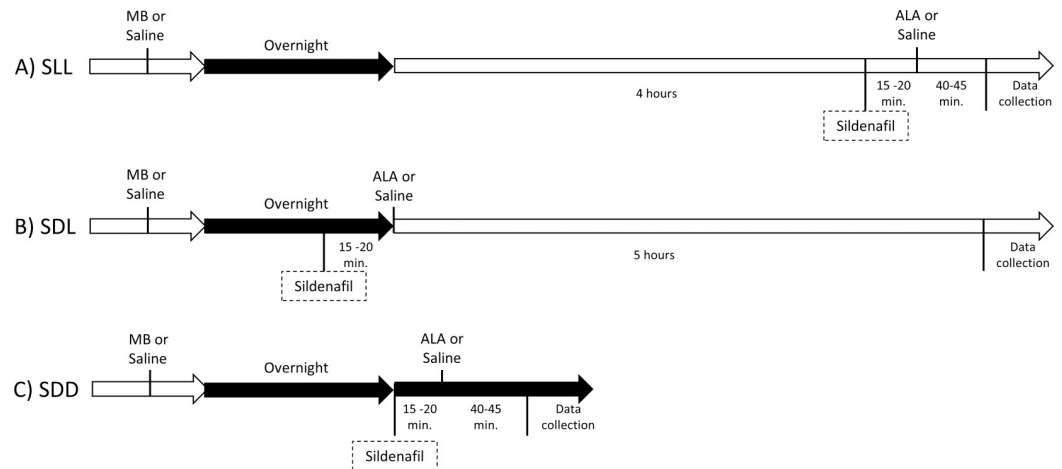 MB or
Saline
Overnight
ALA or
Saline
A) SLL
4 hours
15 -20
min.
40-45
min.
Data
collection
Sildenafil
MB or
Saline
Overnight
ALA or
Saline
B) SDL
15 -20
min.
5 hours
Data
collection
Sildenafil
MB or
Saline
Overnight
ALA or
Saline
C) SDD
15 -20
min.
40-45
min.
Data
collection
Sildenafil